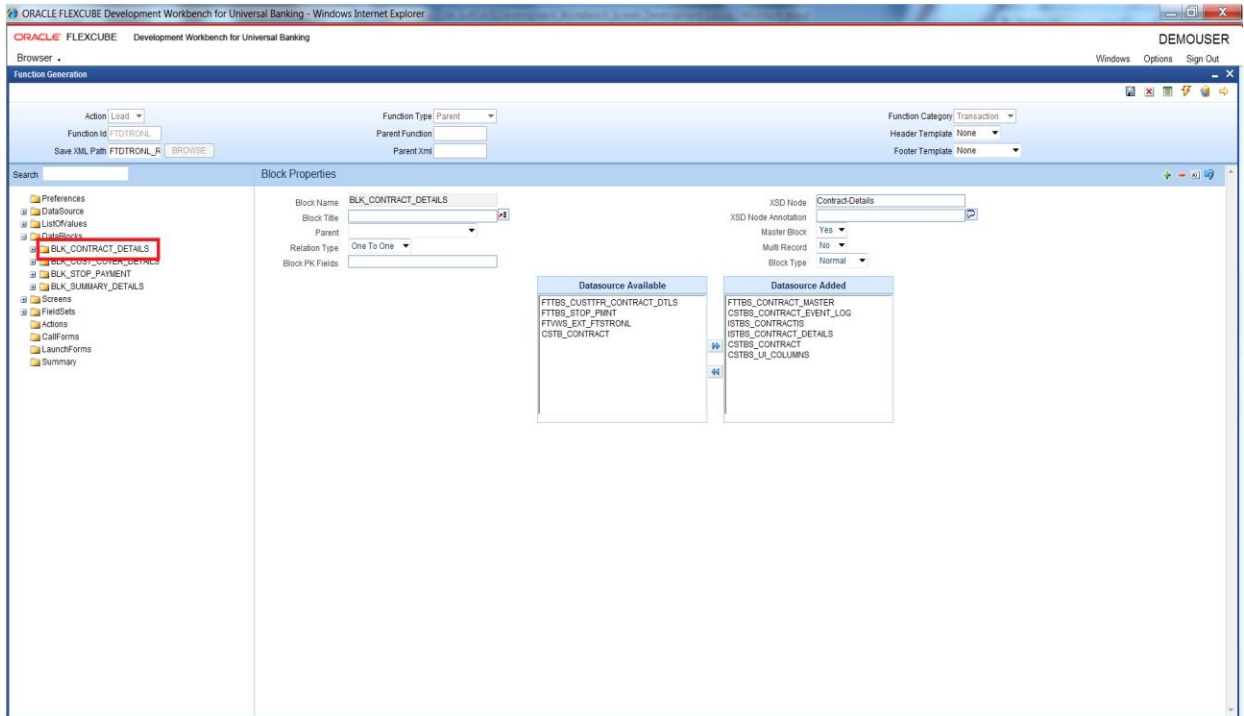 ORACLE FLEXCUBE Development Workbench for Universal Banking - Windows Internet Explorer
ORACLE FLEXCUBE Development Workbench for Universal Banking
DEMOUSER
Browser
Windows Options Sign Out
Function Generation
Action Load Function Type Parent Function Category Transaction
Function Id FTDTRONL Parent Function Header Template None
Save XML Path FTDTRONL_R BROWSE Parent Xml Footer Template None
Search
Block Properties
Preferences
DataSource
ListOfValues
DataBlocks
BLK_CONTRACT_DETAILS
BLK_CUST_COVER_DETAILS
BLK_STOP_PAYMENT
BLK_SUMMARY_DETAILS
Screens
FieldSets
Actions
CallForms
LaunchForms
Summary
Block Name BLK_CONTRACT_DETAILS XSD Node Contract-Details
Block Title XSD Node Annotation
Parent Master Block Yes
Relation Type One To One Multi Record No
Block PK Fields Block Type Normal
Datasource Available
FTTBS_CUSTTFR_CONTRACT_DTLS
FTTBS_STOP_PMNT
FTVWS_EXT_FTSTRONL
CSTB_CONTRACT
Datasource Added
FTTBS_CONTRACT_MASTER
CSTBS_CONTRACT_EVENT_LOG
ISTBS_CONTRACTIS
ISTBS_CONTRACT_DETAILS
CSTBS_CONTRACT
CSTBS_UI_COLUMNS